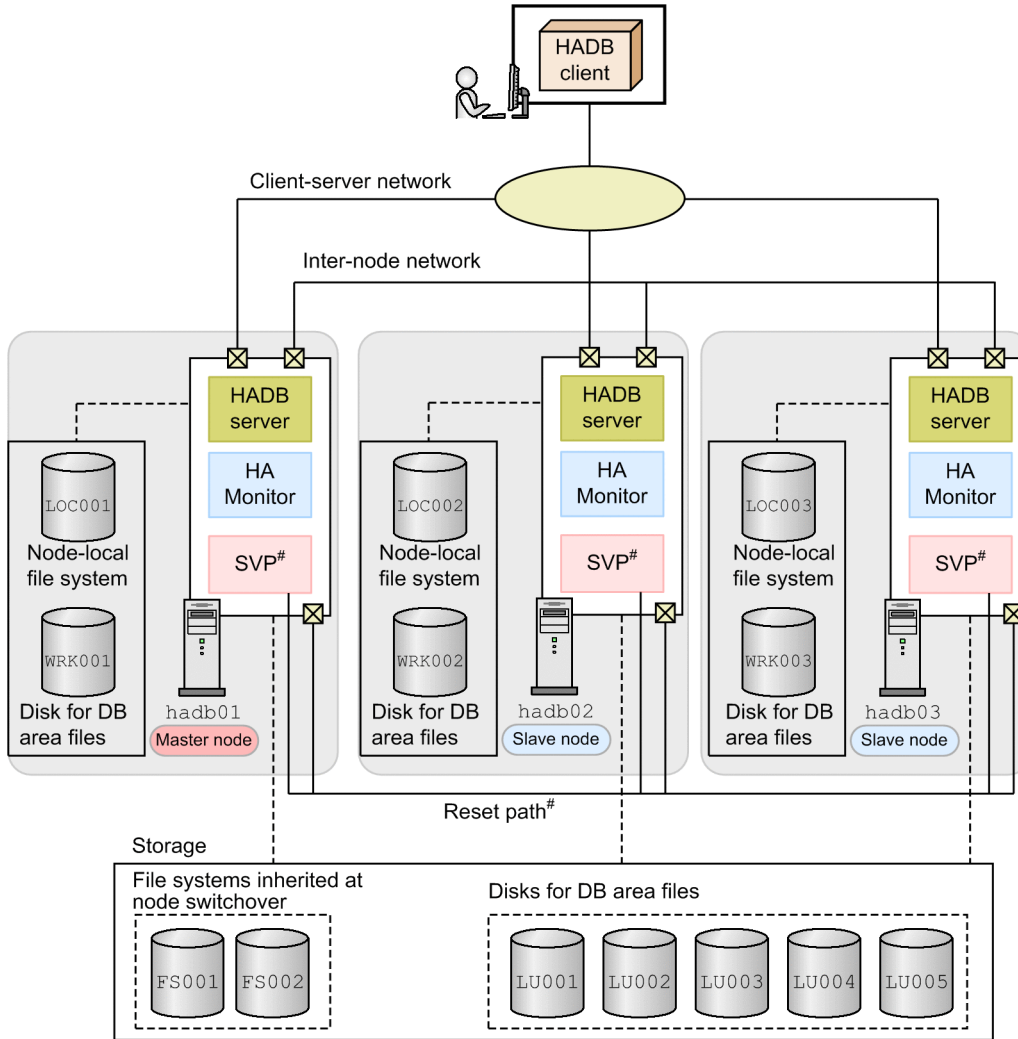 HADB
client
Client-server network
Inter-node network
HADB
server
HA
Monitor
SVP#
LOC001
Node-local
file system
WRK001
Disk for DB
area files
hadb01
Master node
HADB
server
HA
Monitor
SVP#
LOC002
Node-local
file system
WRK002
Disk for DB
area files
hadb02
Slave node
HADB
server
HA
Monitor
SVP#
LOC003
Node-local
file system
WRK003
Disk for DB
area files
hadb03
Slave node
Reset path#
Storage
File systems inherited at
node switchover
FS001 FS002
Disks for DB area files
LU001 LU002 LU003 LU004 LU005